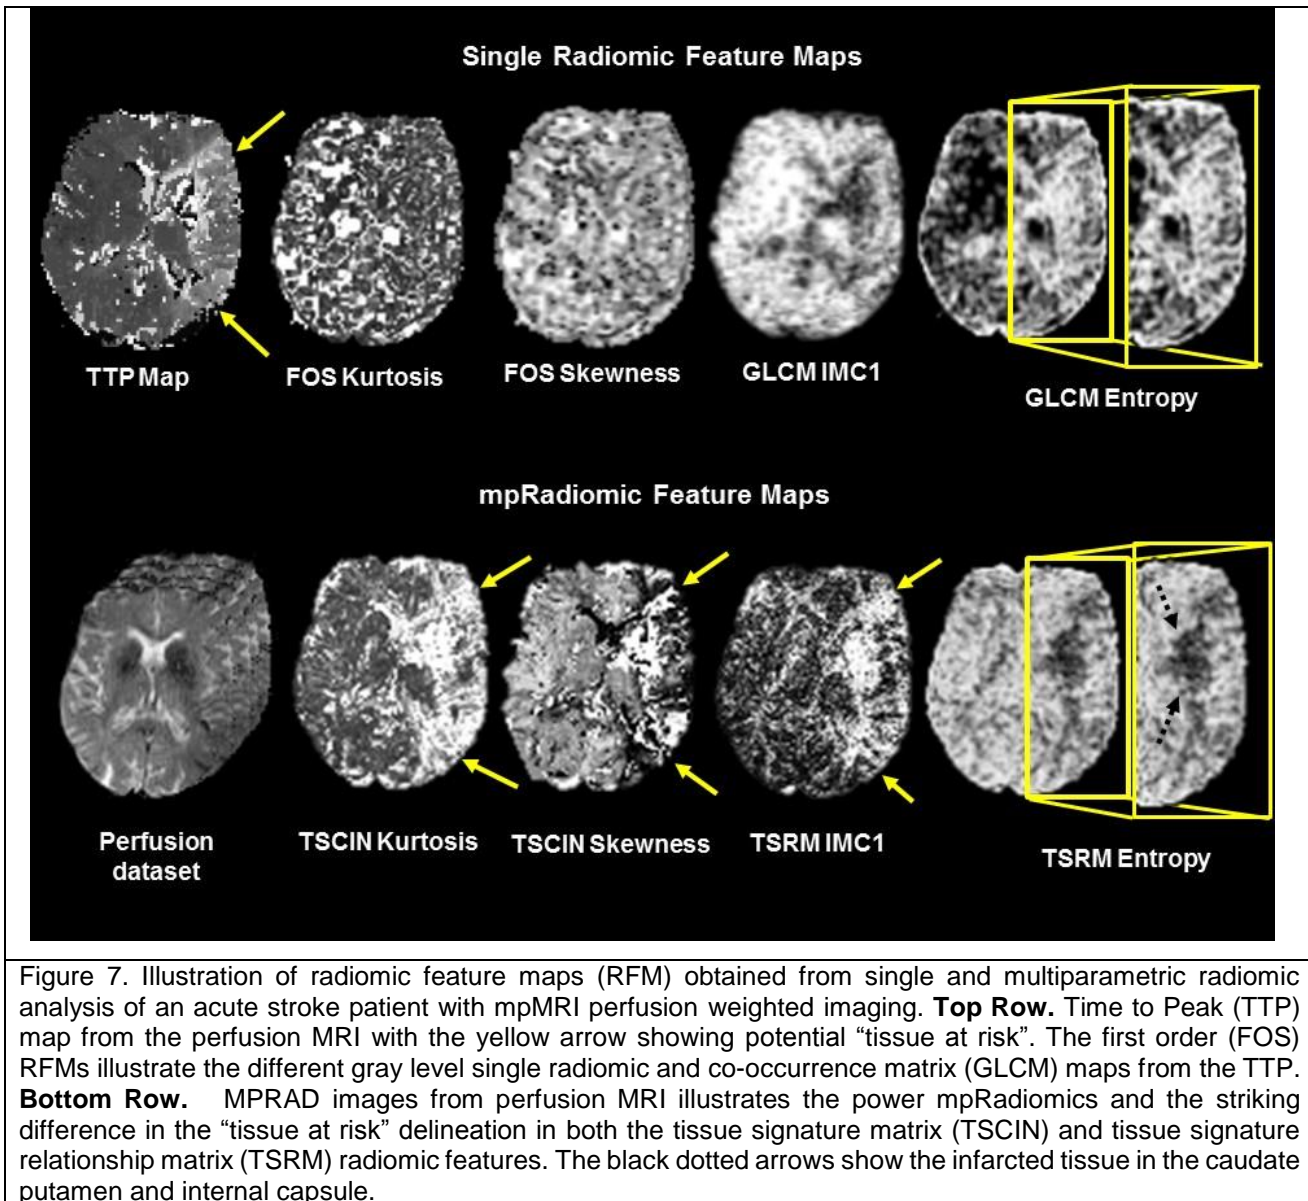 Single Radiomic Feature Maps
TTP Map
FOS Kurtosis
FOS Skewness
GLCM IMC1
GLCM Entropy
mpRadiomic Feature Maps
Perfusion
dataset
TSCIN Kurtosis
TSCIN Skewness
TSRM IMC1
TSRM Entropy
Figure 7. Illustration of radiomic feature maps (RFM) obtained from single and multiparametric radiomic
analysis of an acute stroke patient with mpMRI perfusion weighted imaging. Top Row. Time to Peak (TTP)
map from the perfusion MRI with the yellow arrow showing potential “tissue at risk”. The first order (FOS)
RFMs illustrate the different gray level single radiomic and co-occurrence matrix (GLCM) maps from the TTP.
Bottom Row. MPRAD images from perfusion MRI illustrates the power mpRadiomics and the striking
difference in the “tissue at risk” delineation in both the tissue signature matrix (TSCIN) and tissue signature
relationship matrix (TSRM) radiomic features. The black dotted arrows show the infarcted tissue in the caudate
putamen and internal capsule.